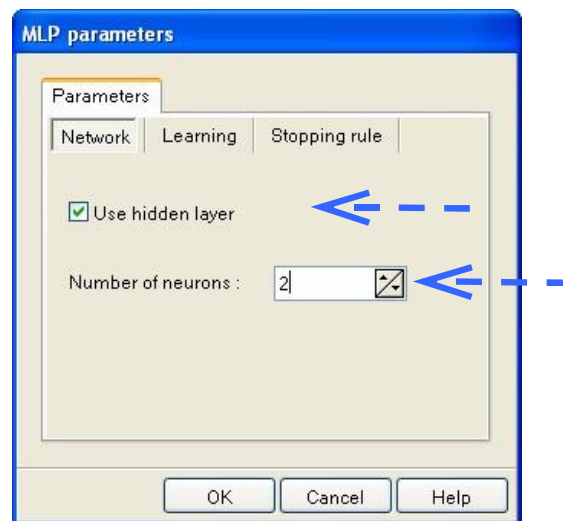 MLP parameters
Parameters
Network Learning Stopping rule
Use hidden layer
Number of neurons : 2
OK Cancel Help